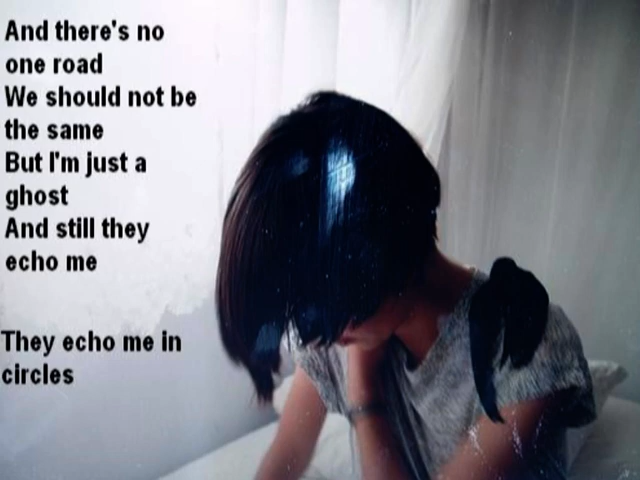 And there's no
one road
We should not be
the same
But I'm just a
ghost
And still they
echo me
They echo me in
circles